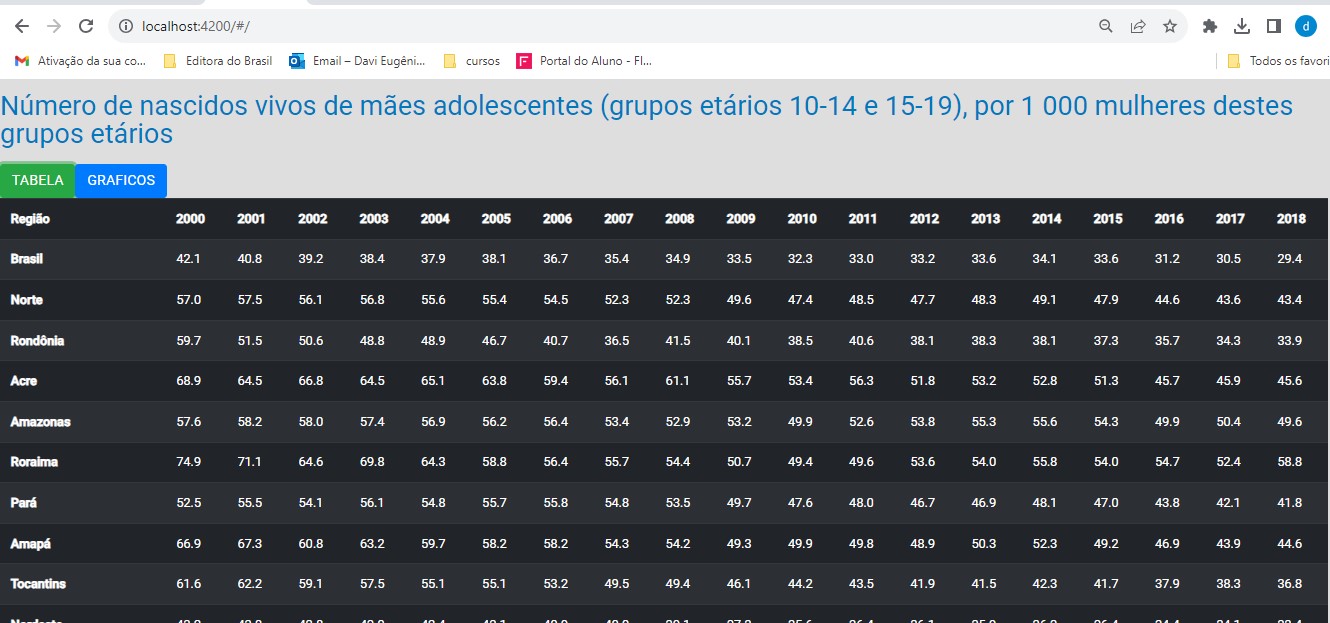 localhost:4200/#/
d
Ativação da sua co... Editora do Brasil Email – Davi Eugêni... cursos F Portal do Aluno - Fl... Todos os favori
Número de nascidos vivos de mães adolescentes (grupos etários 10-14 e 15-19), por 1 000 mulheres destes
grupos etários
TABELA GRAFICOS
Região 2000 2001 2002 2003 2004 2005 2006 2007 2008 2009 2010 2011 2012 2013 2014 2015 2016 2017 2018
Brasil 42.1 40.8 39.2 38.4 37.9 38.1 36.7 35.4 34.9 33.5 32.3 33.0 33.2 33.6 34.1 33.6 31.2 30.5 29.4
Norte 57.0 57.5 56.1 56.8 55.6 55.4 54.5 52.3 52.3 49.6 47.4 48.5 47.7 48.3 49.1 47.9 44.6 43.6 43.4
Rondônia 59.7 51.5 50.6 48.8 48.9 46.7 40.7 36.5 41.5 40.1 38.5 40.6 38.1 38.3 38.1 37.3 35.7 34.3 33.9
Acre 68.9 64.5 66.8 64.5 65.1 63.8 59.4 56.1 61.1 55.7 53.4 56.3 51.8 53.2 52.8 51.3 45.7 45.9 45.6
Amazonas 57.6 58.2 58.0 57.4 56.9 56.2 56.4 53.4 52.9 53.2 49.9 52.6 53.8 55.3 55.6 54.3 49.9 50.4 49.6
Roraima 74.9 71.1 64.6 69.8 64.3 58.8 56.4 55.7 54.4 50.7 49.4 49.6 53.6 54.0 55.8 54.0 54.7 52.4 58.8
Pará 52.5 55.5 54.1 56.1 54.8 55.7 55.8 54.8 53.5 49.7 47.6 48.0 46.7 46.9 48.1 47.0 43.8 42.1 41.8
Amapá 66.9 67.3 60.8 63.2 59.7 58.2 58.2 54.3 54.2 49.3 49.9 49.8 48.9 50.3 52.3 49.2 46.9 43.9 44.6
Tocantins 61.6 62.2 59.1 57.5 55.1 55.1 53.2 49.5 49.4 46.1 44.2 43.5 41.9 41.5 42.3 41.7 37.9 38.3 36.8